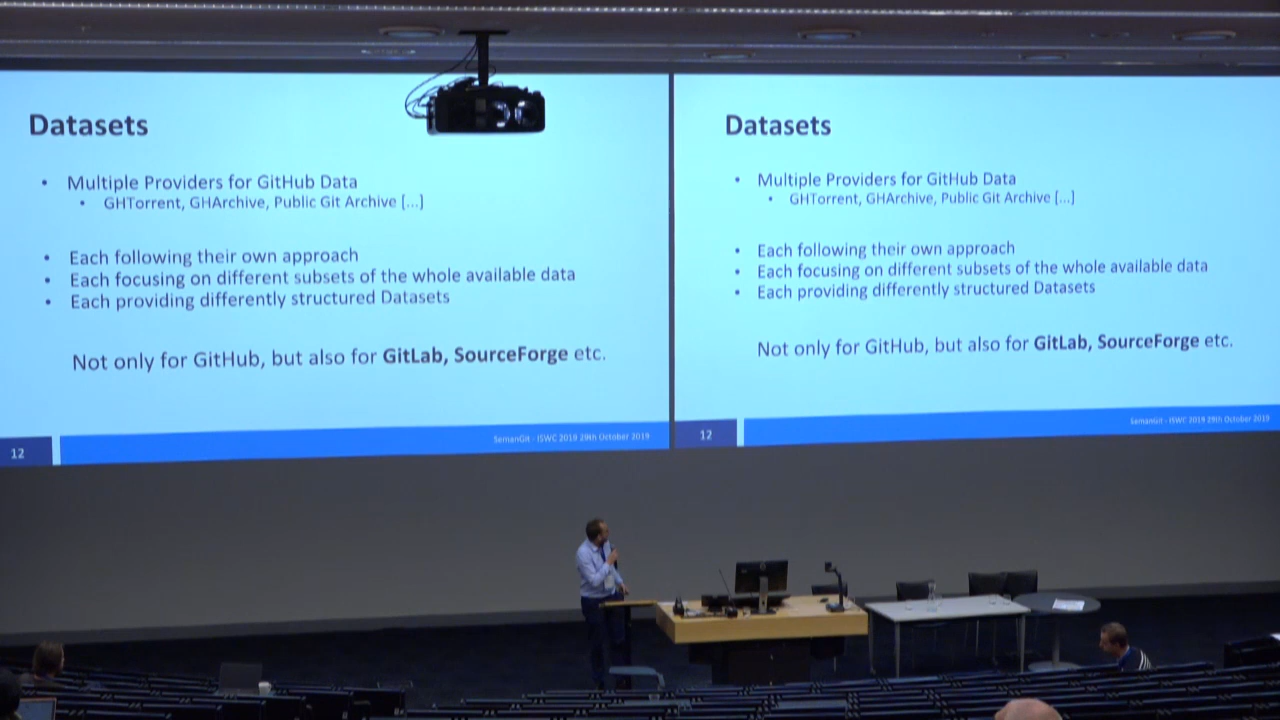 Datasets
• Multiple Providers for GitHub Data
• GHTorrent, GHArchive, Public Git Archive [...]
• Each following their own approach
• Each focusing on different subsets of the whole available data
• Each providing differently structured Datasets
Not only for GitHub, but also for GitLab, SourceForge etc.
12
SemanGit - ISWC 2019 29th October 2019
Datasets
• Multiple Providers for GitHub Data
• GHTorrent, GHArchive, Public Git Archive [...]
• Each following their own approach
• Each focusing on different subsets of the whole available data
• Each providing differently structured Datasets
Not only for GitHub, but also for GitLab, SourceForge etc.
12
SemanGit - ISWC 2019 29th October 2019